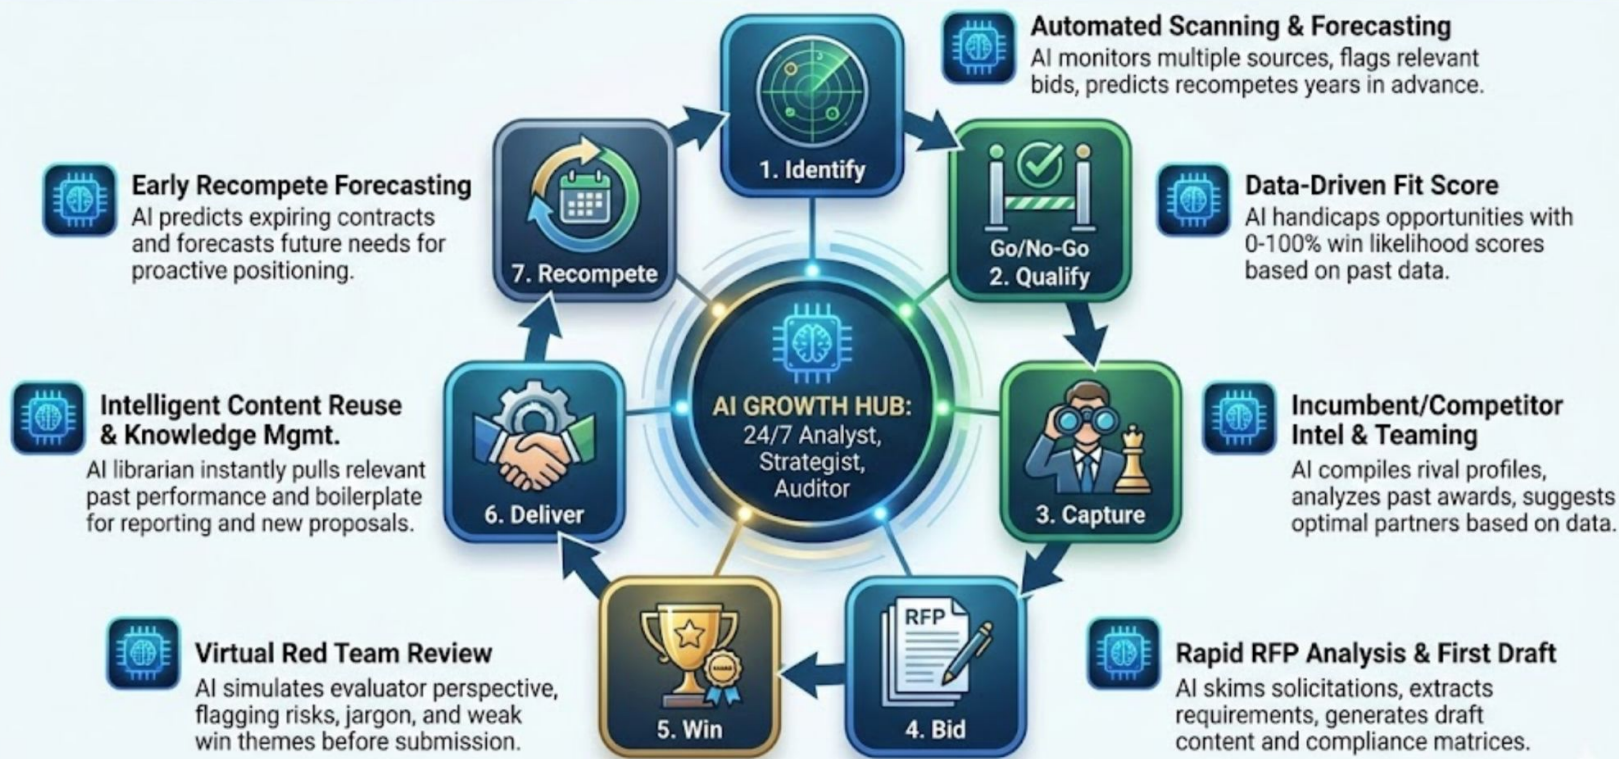 Automated Scanning & Forecasting
AI monitors multiple sources, flags relevant
bids, predicts recompetes years in advance.
1. Identify
Go/No-Go
2. Qualify
Data-Driven Fit Score
AI handicaps opportunities with
0-100% win likelihood scores
based on past data.
3. Capture
Incumbent/Competitor
Intel & Teaming
AI compiles rival profiles,
analyzes past awards, suggests
optimal partners based on data.
RFP
4. Bid
Rapid RFP Analysis & First Draft
AI skims solicitations, extracts
requirements, generates draft
content and compliance matrices.
5. Win
Virtual Red Team Review
AI simulates evaluator perspective,
flagging risks, jargon, and weak
win themes before submission.
6. Deliver
Intelligent Content Reuse
& Knowledge Mgmt.
AI librarian instantly pulls relevant
past performance and boilerplate
for reporting and new proposals.
7. Recompete
Early Recompete Forecasting
AI predicts expiring contracts
and forecasts future needs for
proactive positioning.
AI GROWTH HUB:
24/7 Analyst,
Strategist,
Auditor